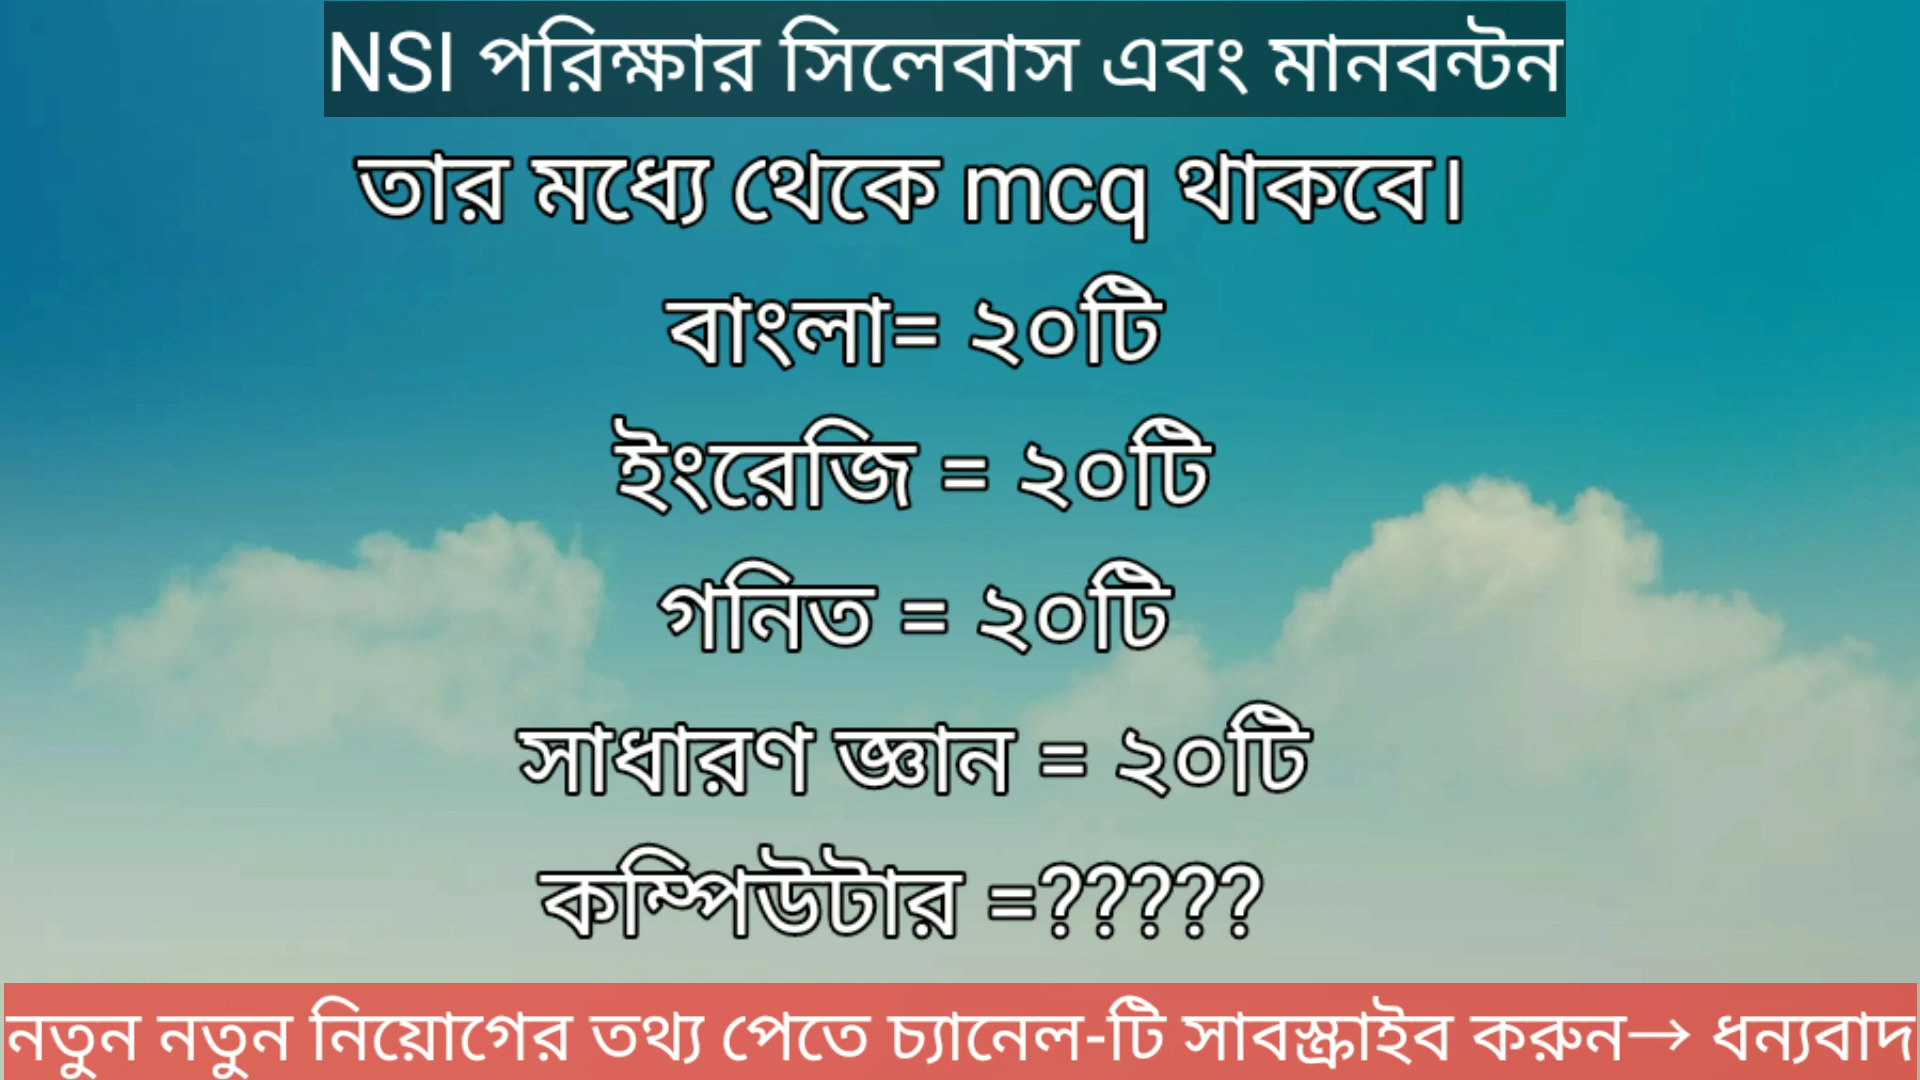 NSI পরিক্ষার সিলেবাস এবং মানবন্টন
তার মধ্যে থেকে mcq থাকবে।
বাংলা= ২০টি
ইংরেজি = ২০টি
গনিত = ২০টি
সাধারণ জ্ঞান = ২০টি
কম্পিউটার =?????
নতুন নতুন নিয়োগের তথ্য পেতে চ্যানেল-টি সাবস্ক্রাইব করুন→ ধন্যবাদ